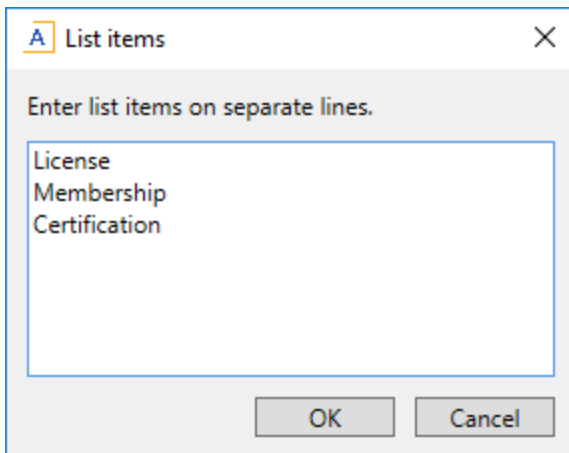 A List items
Enter list items on separate lines.
License
Membership
Certification
OK Cancel